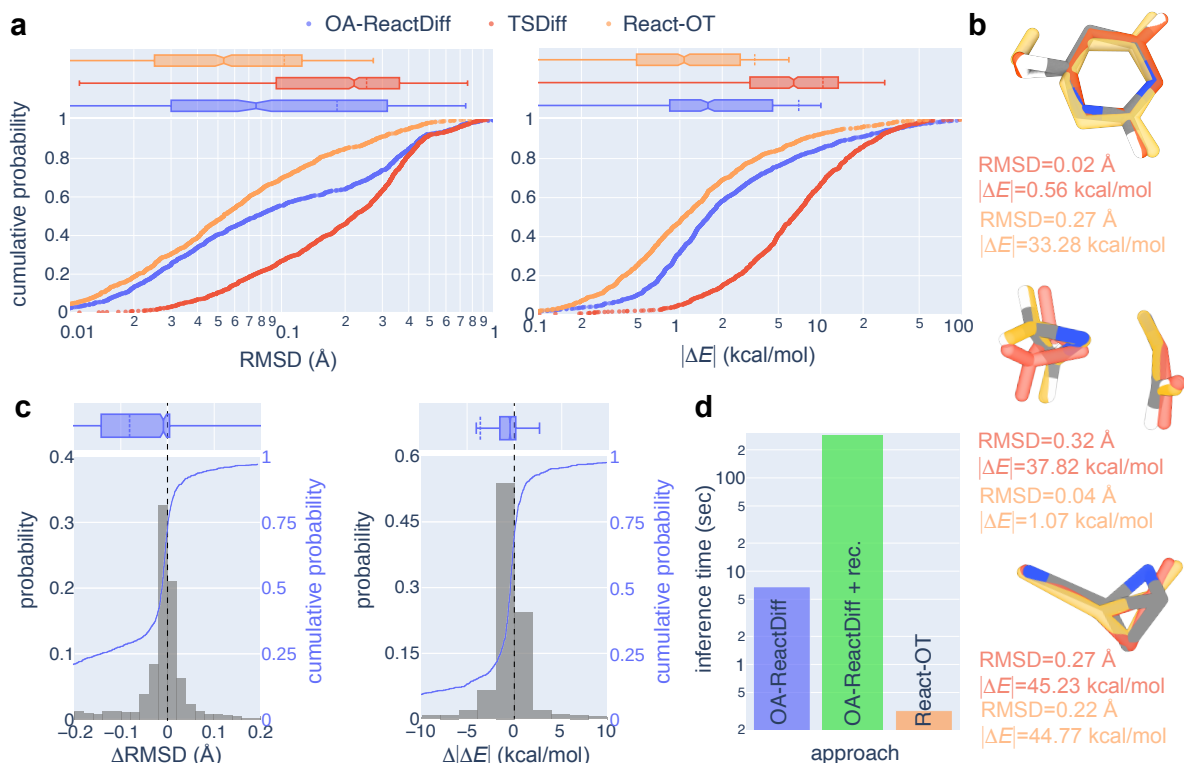 a
OA-ReactDiff
TSDiff
React-OT
cumulative probability
1
0.8
0.6
0.4
0.2
0
0.01
2
3
4
5
6
7
8
9
0.1
2
3
4
5
6
7
8
9
1
RMSD (Å)
1
0.8
0.6
0.4
0.2
0
0.1
2
5
1
2
5
10
2
5
100
|ΔE| (kcal/mol)
b
RMSD=0.02 Å
|ΔE|=0.56 kcal/mol
RMSD=0.27 Å
|ΔE|=33.28 kcal/mol
RMSD=0.32 Å
|ΔE|=37.82 kcal/mol
RMSD=0.04 Å
|ΔE|=1.07 kcal/mol
RMSD=0.27 Å
|ΔE|=45.23 kcal/mol
RMSD=0.22 Å
|ΔE|=44.77 kcal/mol
c
probability
0.4
0.3
0.2
0.1
0
−0.2
−0.1
0
0.1
0.2
ΔRMSD (Å)
1
0.75
0.5
0.25
0
cumulative probability
probability
0.6
0.45
0.3
0.15
0
−10
−5
0
5
10
Δ|ΔE| (kcal/mol)
1
0.75
0.5
0.25
0
cumulative probability
d
inference time (sec)
2
100
5
2
10
5
2
1
5
2
OA-ReactDiff
OA-ReactDiff + rec.
React-OT
approach